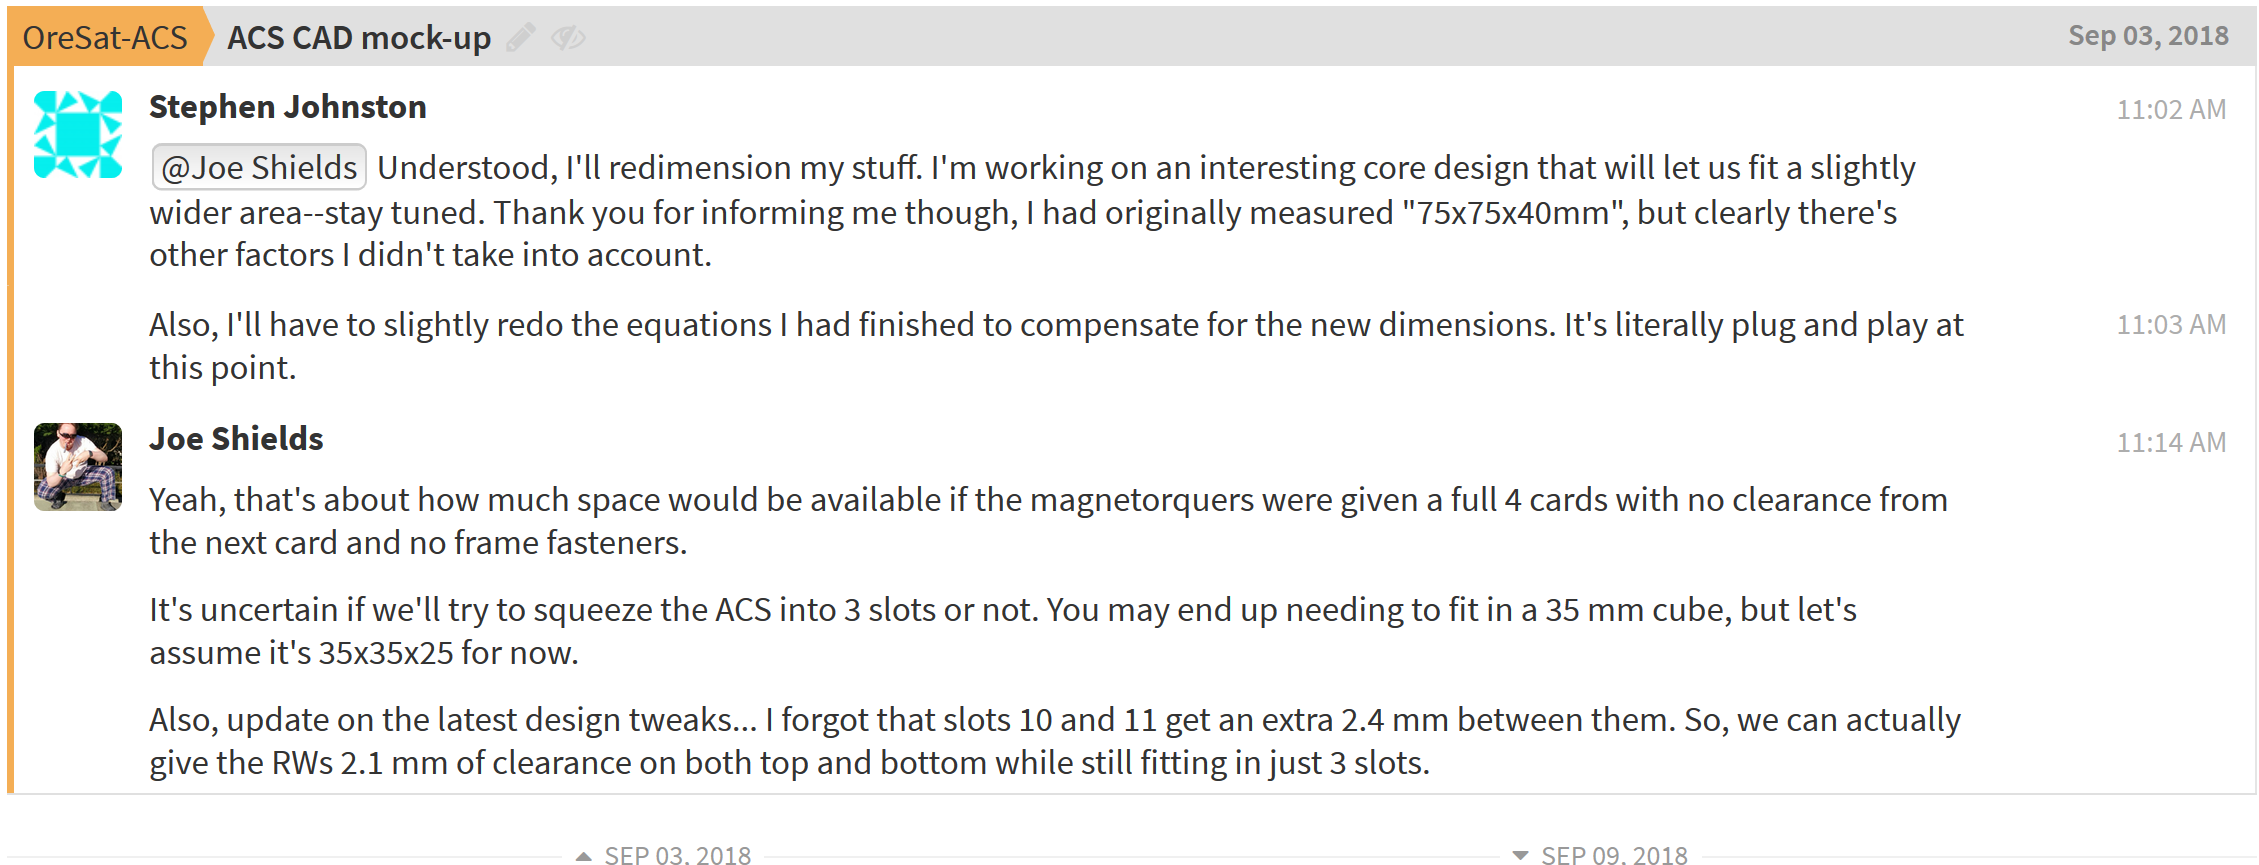 OreSat-ACS ACS CAD mock-up Sep 03, 2018
Stephen Johnston 11:02 AM
@Joe Shields Understood, I'll redimension my stuff. I'm working on an interesting core design that will let us fit a slightly
wider area--stay tuned. Thank you for informing me though, I had originally measured "75x75x40mm", but clearly there's
other factors I didn't take into account.
Also, I'll have to slightly redo the equations I had finished to compensate for the new dimensions. It's literally plug and play at 11:03 AM
this point.
Joe Shields 11:14 AM
Yeah, that's about how much space would be available if the magnetorquers were given a full 4 cards with no clearance from
the next card and no frame fasteners.
It's uncertain if we'll try to squeeze the ACS into 3 slots or not. You may end up needing to fit in a 35 mm cube, but let's
assume it's 35x35x25 for now.
Also, update on the latest design tweaks... I forgot that slots 10 and 11 get an extra 2.4 mm between them. So, we can actually
give the RWs 2.1 mm of clearance on both top and bottom while still fitting in just 3 slots.
SEP 03, 2018 SEP 09, 2018